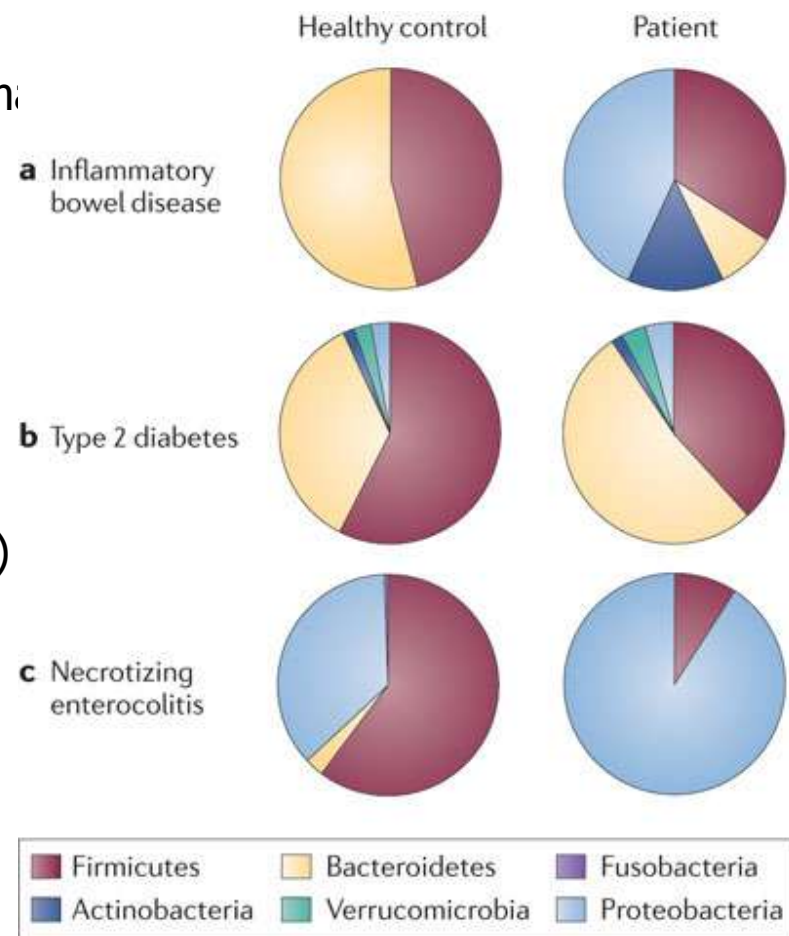 Healthy control Patient
a Inflammatory
bowel disease
b Type 2 diabetes
)
c Necrotizing
enterocolitis
Firmicutes Bacteroidetes Fusobacteria
Actinobacteria Verrucomicrobia Proteobacteria